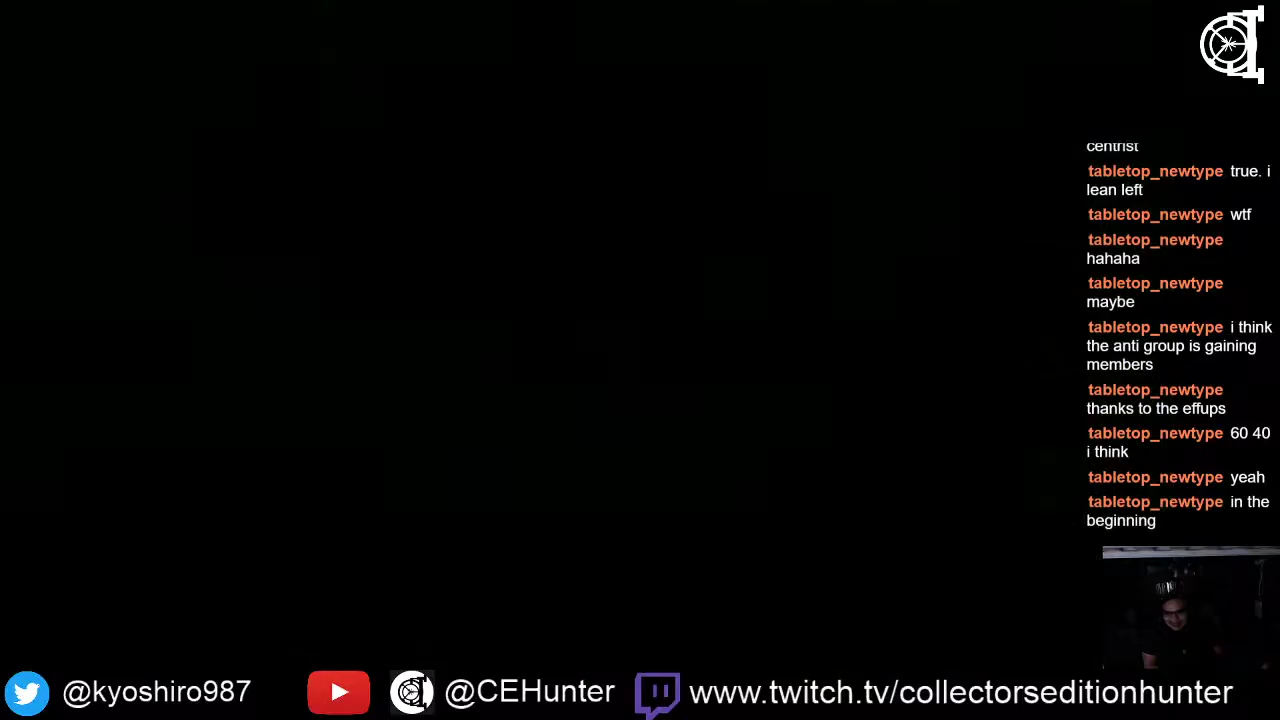 centrist
tabletop_newtype true. i
lean left
tabletop_newtype wtf
tabletop_newtype
hahaha
tabletop_newtype
maybe
tabletop_newtype i think
the anti group is gaining
members
tabletop_newtype
thanks to the effups
tabletop_newtype 60 40
i think
tabletop_newtype yeah
tabletop_newtype in the
beginning
@kyoshiro987 @CEHunter www.twitch.tv/collectorseditionhunter